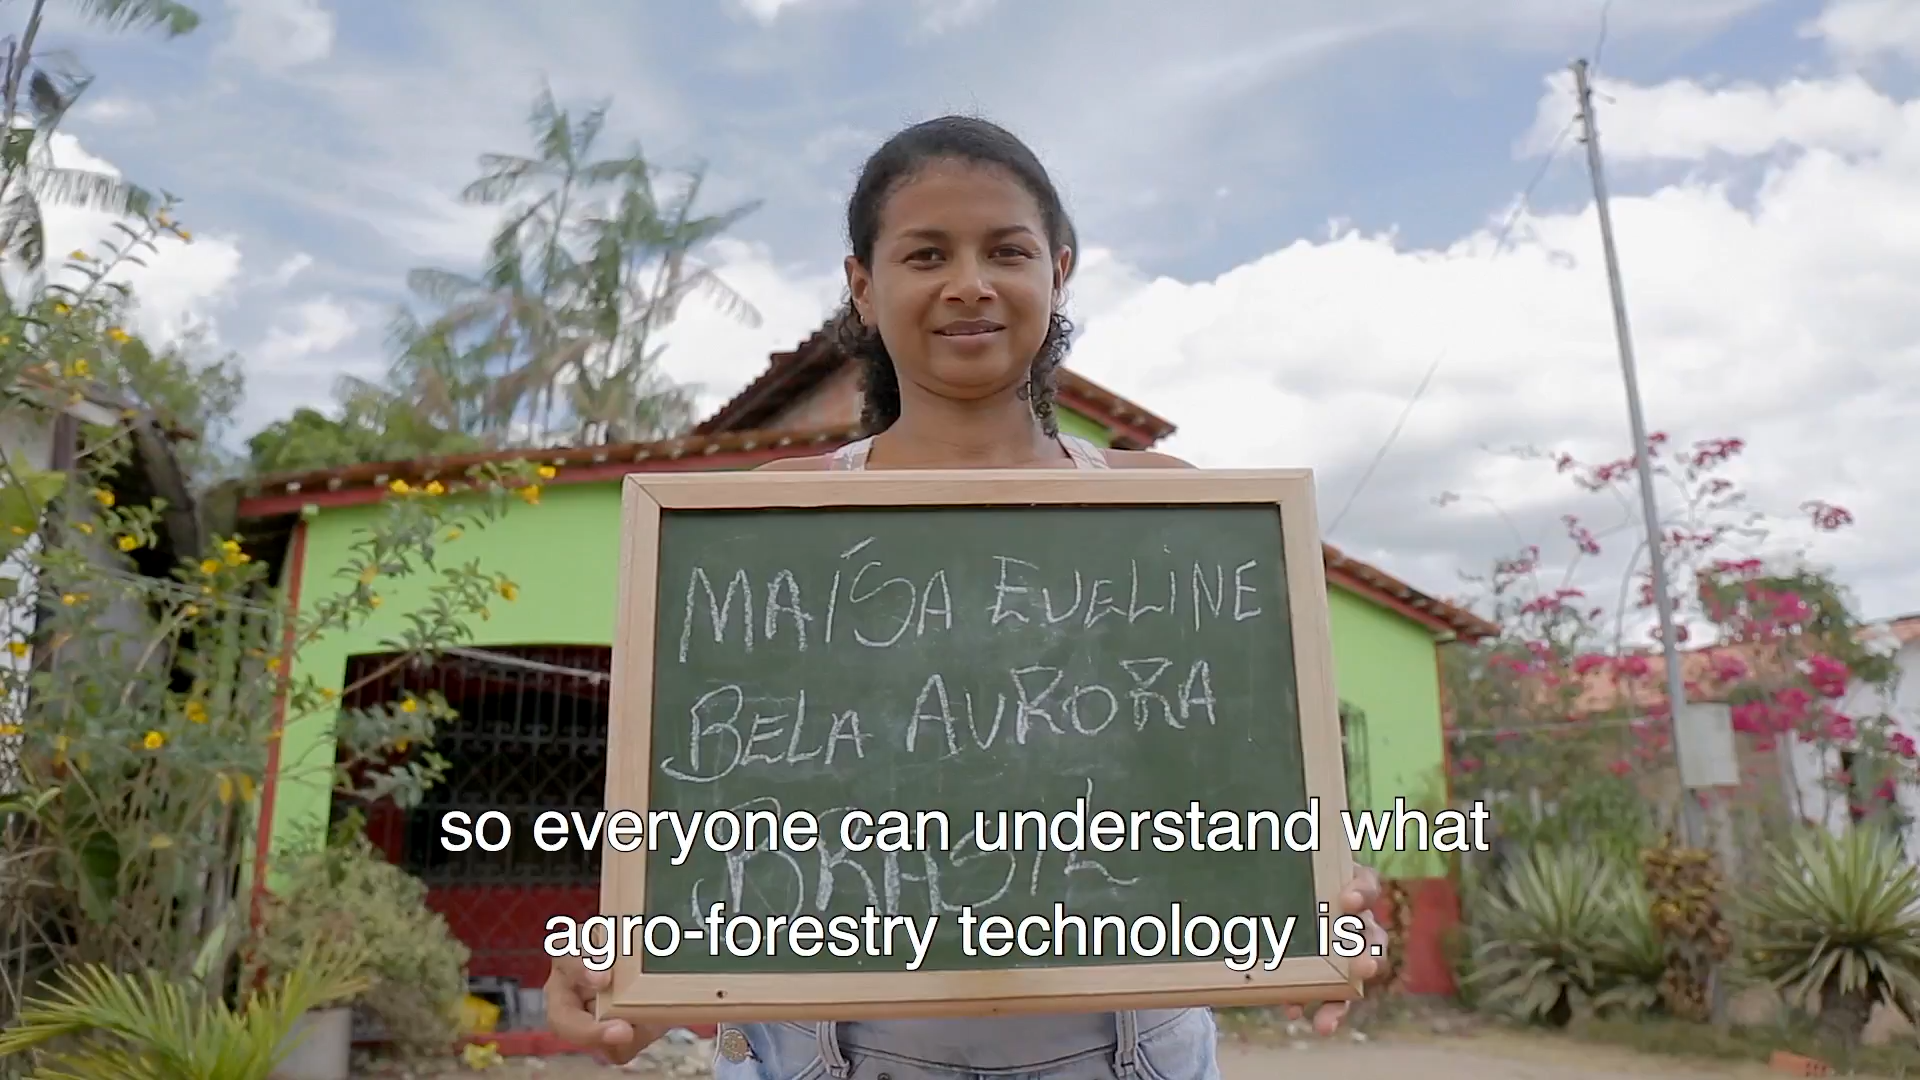 MAÍSA EVELINE
BELA AURORA
BRASIL
so everyone can understand what
agro-forestry technology is.